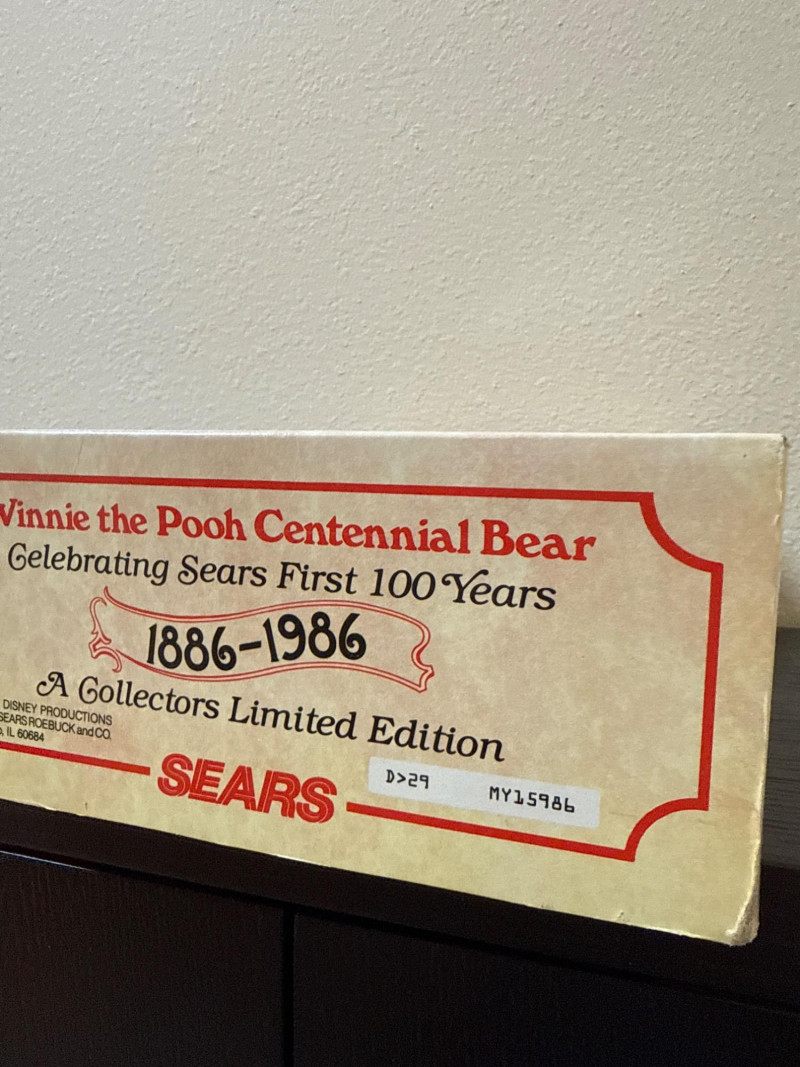 Winnie the Pooh Centennial Bear
Celebrating Sears First 100 Years
1886-1986
A Collectors Limited Edition
DISNEY PRODUCTIONS
SEARS ROEBUCK and CO.
IL 60684
SEARS
D>29 MY15986